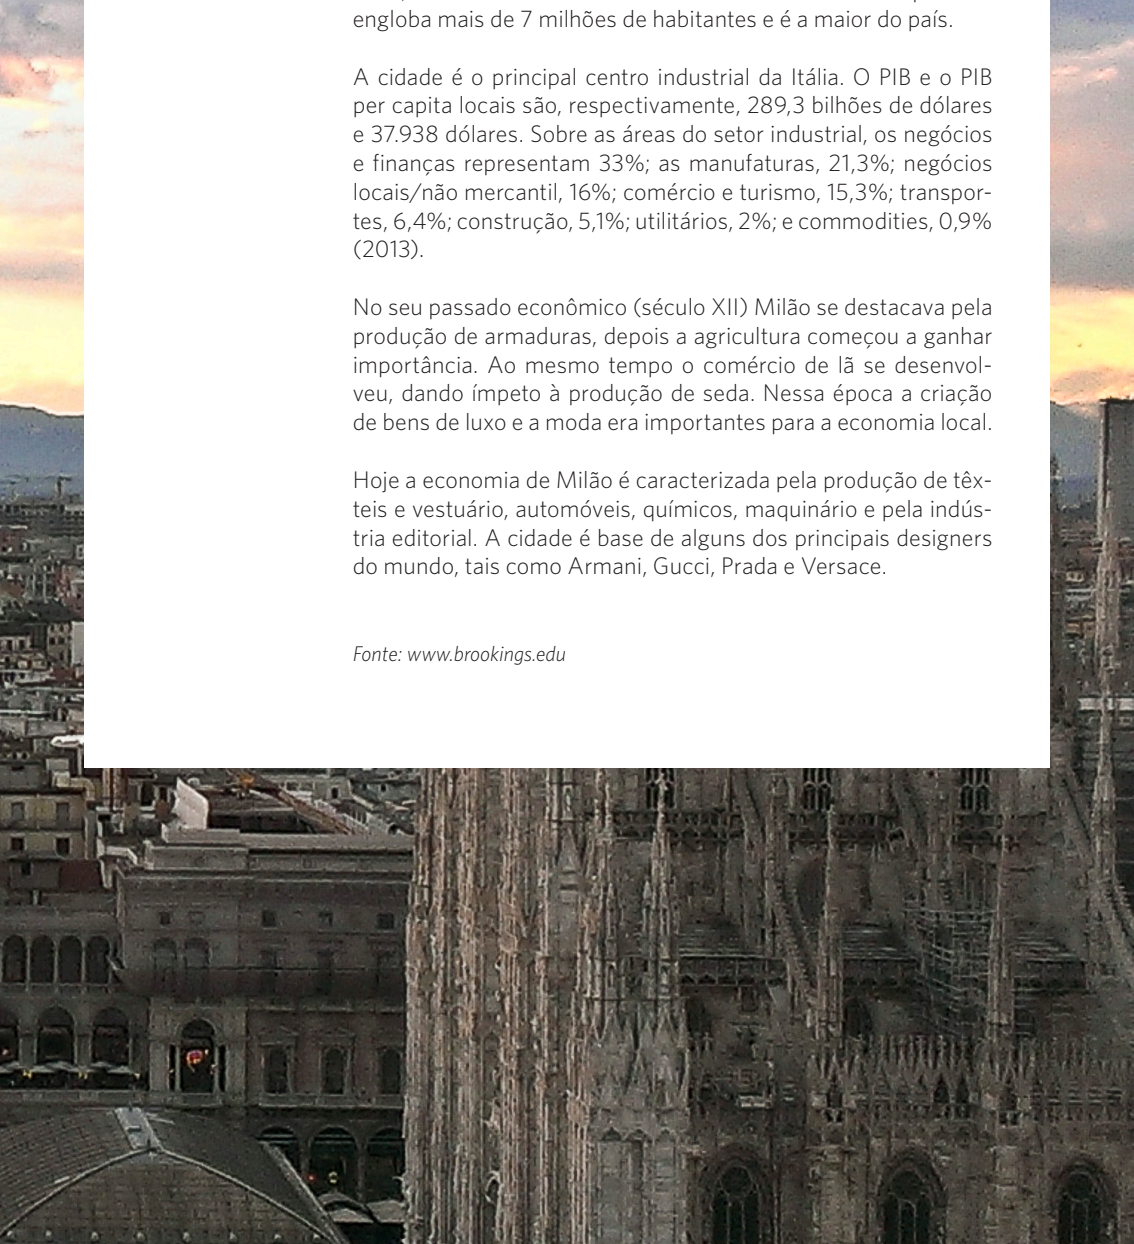 engloba mais de 7 milhões de habitantes e é a maior do país.
A cidade é o principal centro industrial da Itália. O PIB e o PIB
per capita locais são, respectivamente, 289,3 bilhões de dólares
e 37.938 dólares. Sobre as áreas do setor industrial, os negócios
e finanças representam 33%; as manufaturas, 21,3%; negócios
locais/não mercantil, 16%; comércio e turismo, 15,3%; transpor-
tes, 6,4%; construção, 5,1%; utilitários, 2%; e commodities, 0,9%
(2013).
No seu passado econômico (século XII) Milão se destacava pela
produção de armaduras, depois a agricultura começou a ganhar
importância. Ao mesmo tempo o comércio de lã se desenvol-
veu, dando ímpeto à produção de seda. Nessa época a criação
de bens de luxo e a moda era importantes para a economia local.
Hoje a economia de Milão é caracterizada pela produção de têx-
teis e vestuário, automóveis, químicos, maquinário e pela indús-
tria editorial. A cidade é base de alguns dos principais designers
do mundo, tais como Armani, Gucci, Prada e Versace.
Fonte: www.brookings.edu